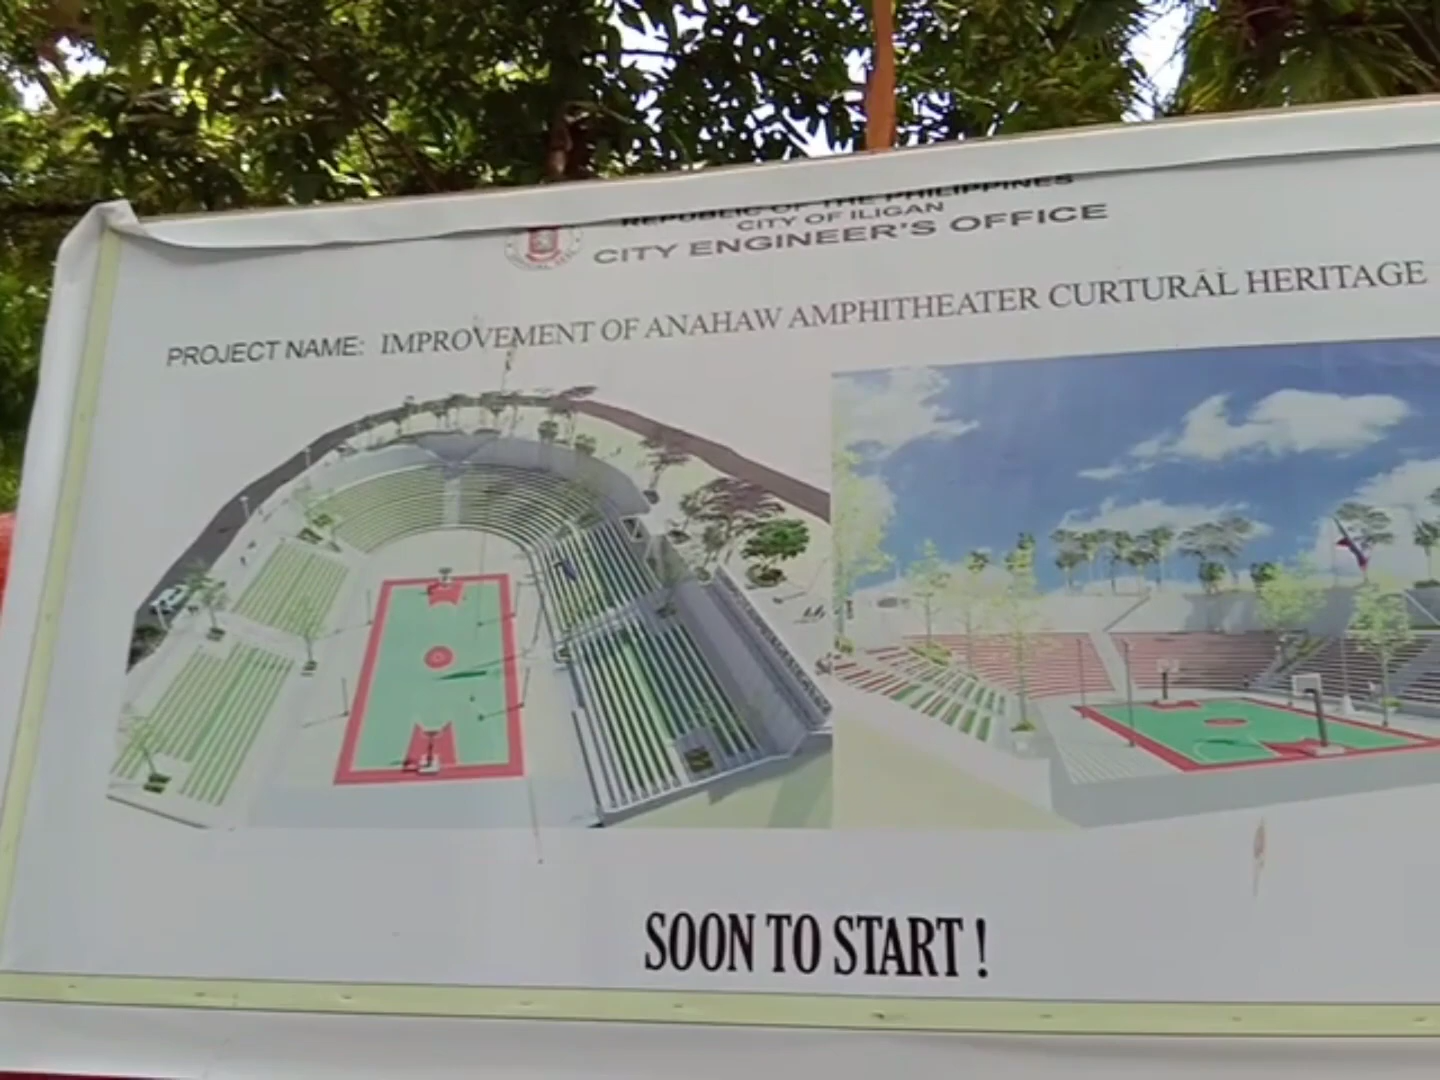 REPUBLIC OF THE PHILIPPINES
CITY OF ILIGAN
CITY ENGINEER'S OFFICE
PROJECT NAME: IMPROVEMENT OF ANAHAW AMPHITHEATER CURTURAL HERITAGE
SOON TO START !